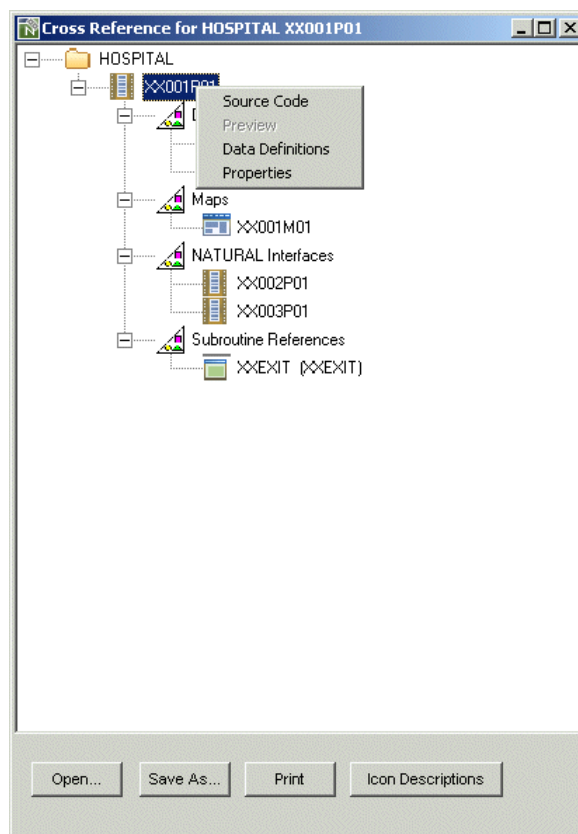 Cross Reference for HOSPITAL XX001P01
HOSPITAL
XX001P01
Source Code
Preview
Data Definitions
Properties
Maps
XX001M01
NATURAL Interfaces
XX002P01
XX003P01
Subroutine References
XXEXIT (XXEXIT)
Open...
Save As...
Print
Icon Descriptions